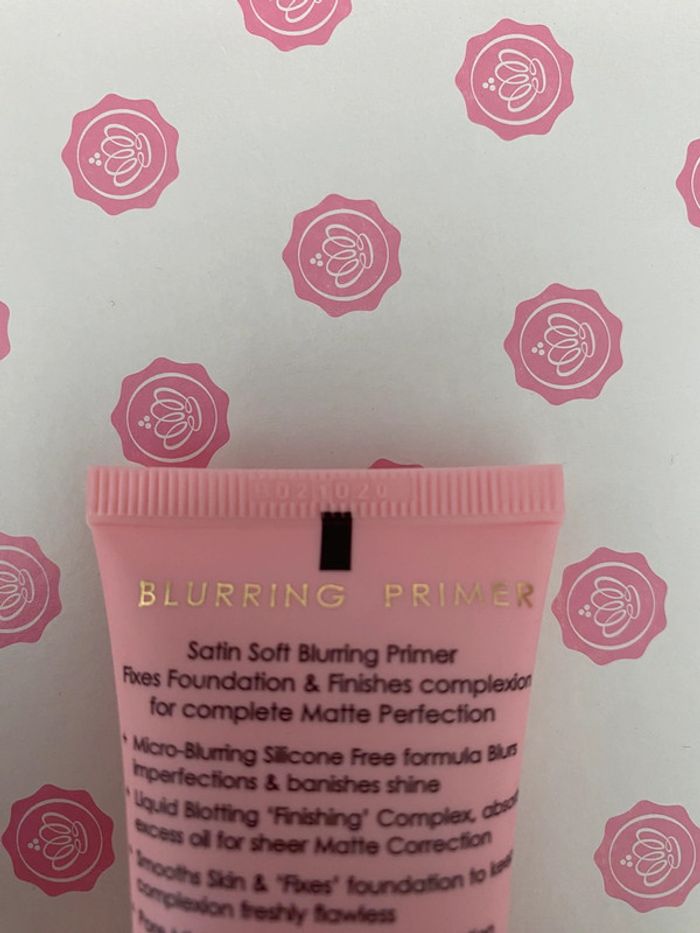 BLURRING PRIMER
Satin Soft Blurring Primer
Fixes Foundation & Finishes complexion
for complete Matte Perfection
* Micro-Blurring Silicone Free formula Blurs
imperfections & banishes shine
* Liquid Blotting 'Finishing' Complex,
excess oil for sheer Matte Correction
* Smooths Skin & 'Fixes' foundation to
complexion freshly flawless